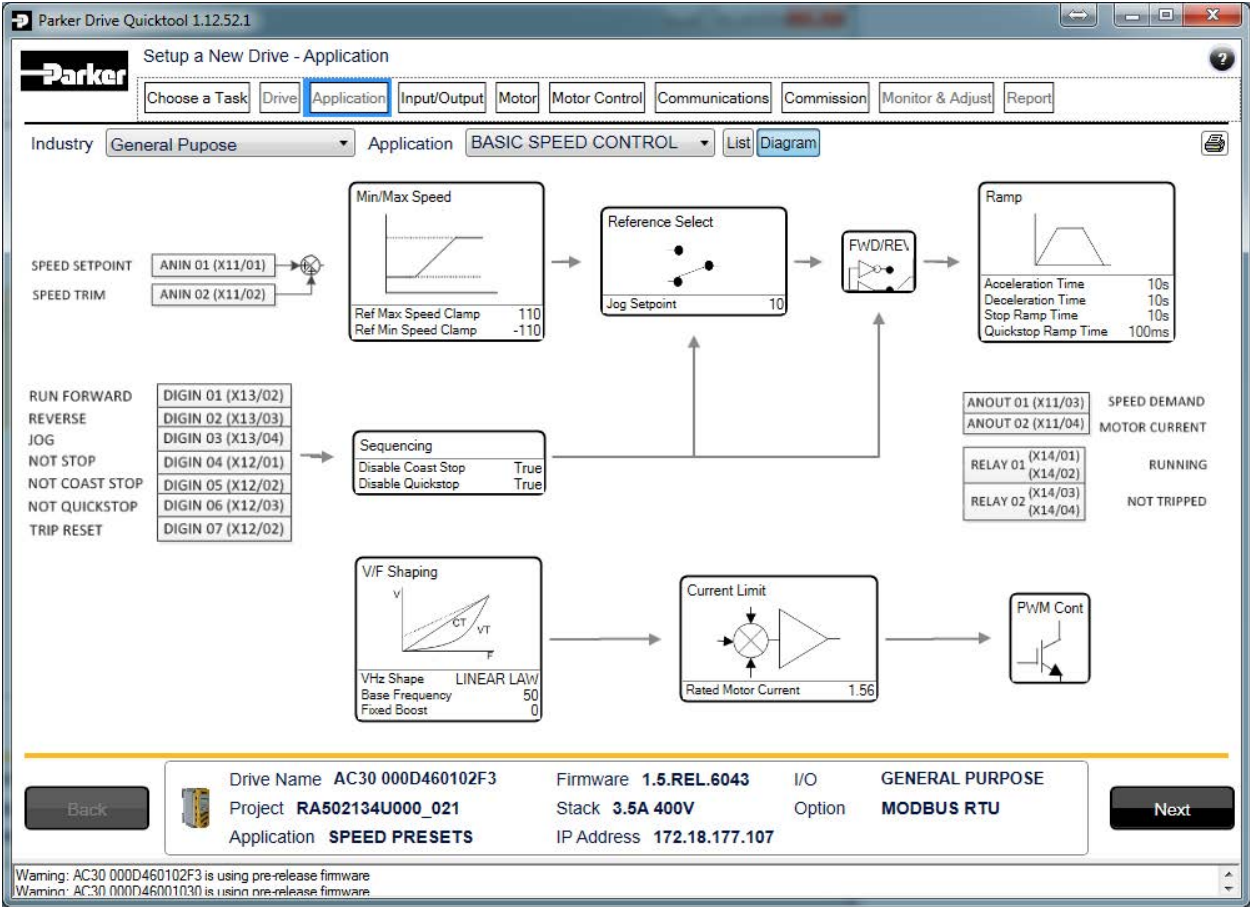 Parker Drive Quicktool 1.12.52.1
Parker
Setup a New Drive - Application
?
Choose a Task Drive Application Input/Output Motor Motor Control Communications Commission Monitor & Adjust Report
Industry General Pupose Application BASIC SPEED CONTROL List Diagram
Min/Max Speed
Ref Max Speed Clamp 110
Ref Min Speed Clamp -110
Reference Select
Jog Setpoint 10
FWD/REV
Ramp
Acceleration Time 10s
Deceleration Time 10s
Stop Ramp Time 10s
Quickstop Ramp Time 100ms
SPEED SETPOINT ANIN 01 (X11/01)
SPEED TRIM ANIN 02 (X11/02)
RUN FORWARD DIGIN 01 (X13/02)
REVERSE DIGIN 02 (X13/03)
JOG DIGIN 03 (X13/04)
NOT STOP DIGIN 04 (X12/01)
NOT COAST STOP DIGIN 05 (X12/02)
NOT QUICKSTOP DIGIN 06 (X12/03)
TRIP RESET DIGIN 07 (X12/02)
Sequencing
Disable Coast Stop True
Disable Quickstop True
ANOUT 01 (X11/03) SPEED DEMAND
ANOUT 02 (X11/04) MOTOR CURRENT
RELAY 01 (X14/01) (X14/02) RUNNING
RELAY 02 (X14/03) (X14/04) NOT TRIPPED
V/F Shaping
V
CT
VT
F
VHz Shape LINEAR LAW
Base Frequency 50
Fixed Boost 0
Current Limit
Rated Motor Current 1.56
PWM Cont
Back
Drive Name AC30 000D460102F3 Firmware 1.5.REL.6043 I/O GENERAL PURPOSE
Project RA502134U000_021 Stack 3.5A 400V Option MODBUS RTU
Application SPEED PRESETS IP Address 172.18.177.107
Next
Warning: AC30 000D460102F3 is using pre-release firmware
Warning: AC30 000D46001030 is using pre-release firmware